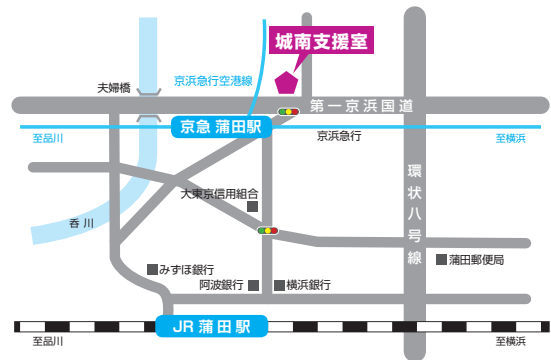 城南支援室
夫婦橋
京浜急行空港線
第一京浜国道
京急 蒲田駅
至品川
京浜急行
至横浜
環状八号線
大東京信用組合
呑川
蒲田郵便局
みずほ銀行
阿波銀行
横浜銀行
JR 蒲田駅
至品川
至横浜